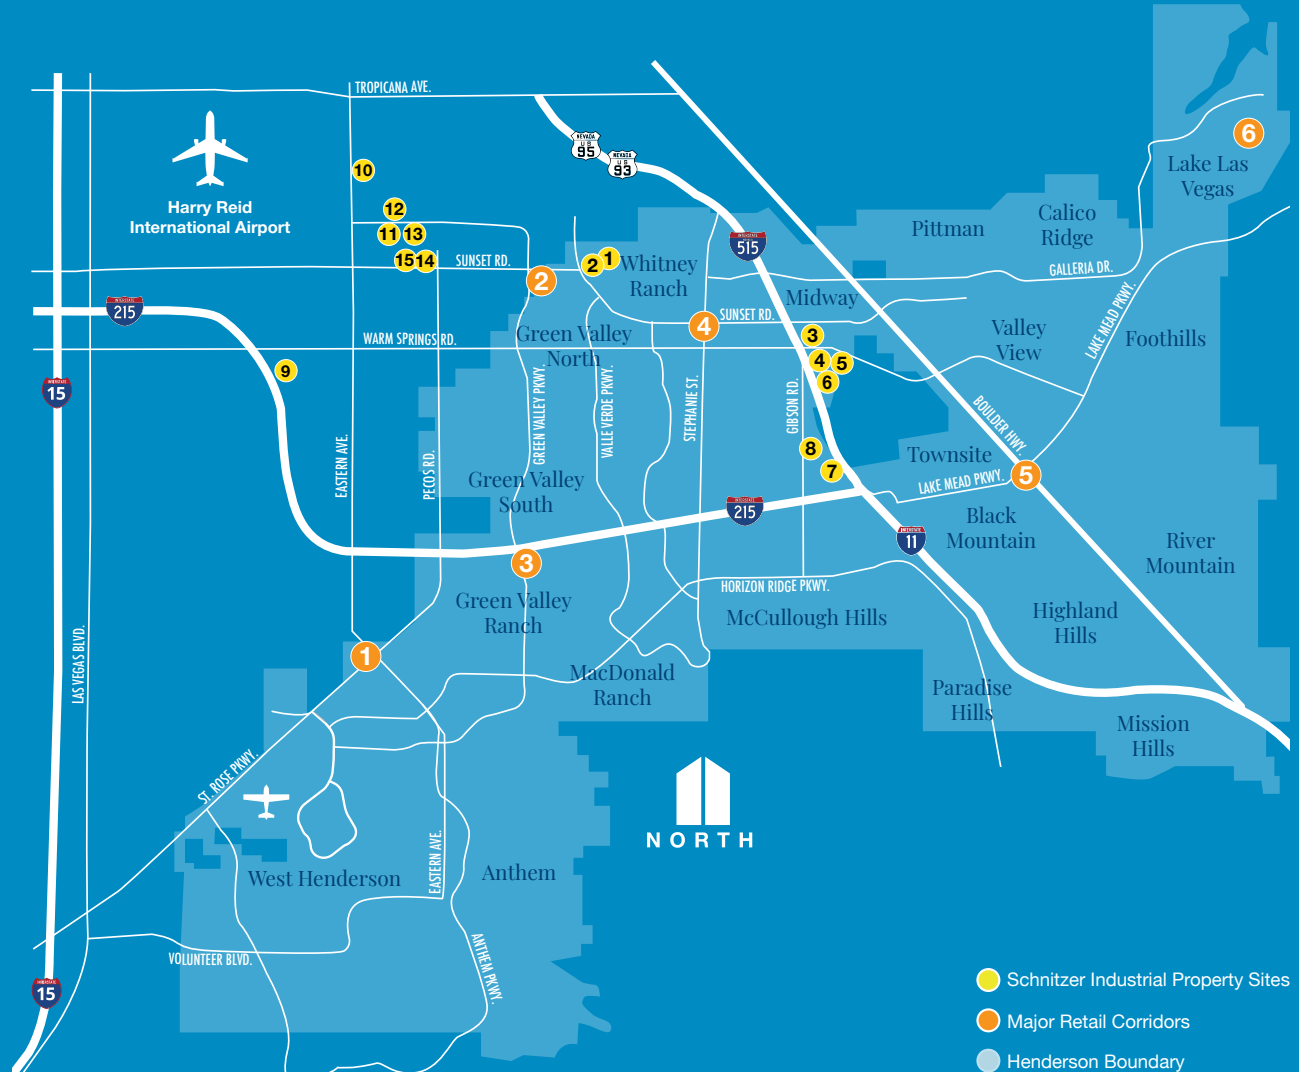 TROPICANA AVE.
NEVADA
U S
95
NEVADA
U S
93
6
Lake Las
Vegas
10
Harry Reid
International Airport
12
11
13
15
14
SUNSET RD.
2
2
1
Whitney
Ranch
INTERSTATE
515
Pittman
Calico
Ridge
GALLERIA DR.
Midway
INTERSTATE
215
4
SUNSET RD.
LAKE MEAD PKWY.
Green Valley
North
WARM SPRINGS RD.
3
4
5
6
Valley
View
Foothills
9
INTERSTATE
15
GREEN VALLEY PKWY.
VALLE VERDE PKWY.
STEPHANIE ST.
GIBSON RD.
BOULDER HWY.
EASTERN AVE.
PECOS RD.
8
7
Townsite
LAKE MEAD PKWY.
5
Green Valley
South
INTERSTATE
215
INTERSTATE
11
Black
Mountain
River
Mountain
3
Green Valley
Ranch
HORIZON RIDGE PKWY.
McCullough Hills
Highland
Hills
1
LAS VEGAS BLVD.
MacDonald
Ranch
Paradise
Hills
Mission
Hills
ST. ROSE PKWY.
NORTH
West Henderson
EASTERN AVE.
Anthem
VOLUNTEER BLVD.
ANTHEM PKWY.
INTERSTATE
15
Schnitzer Industrial Property Sites
Major Retail Corridors
Henderson Boundary